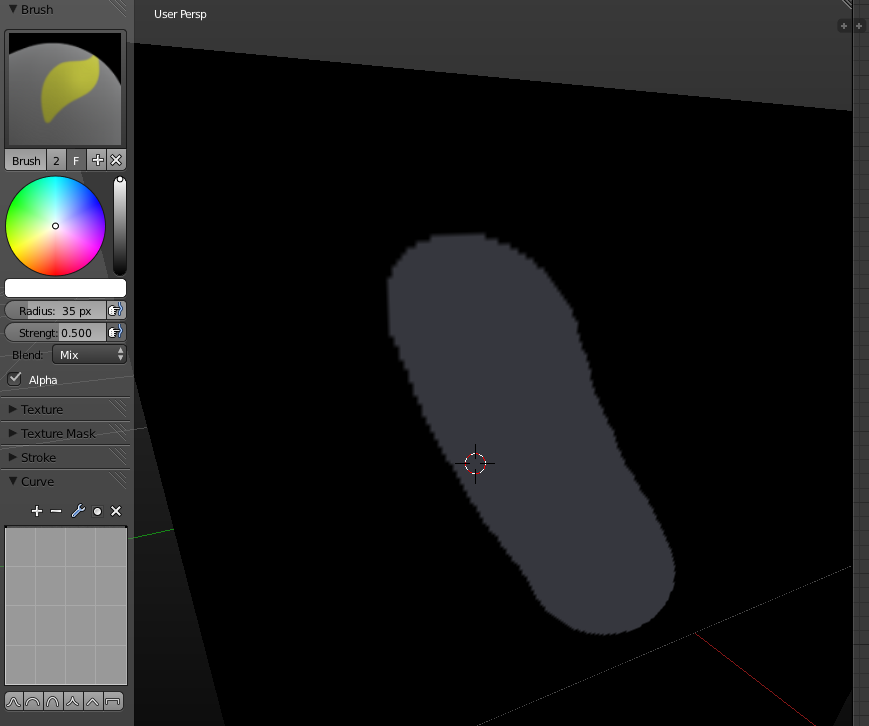 Brush
User Persp
Brush 2 F
Radius: 35 px
Strengt: 0.500
Blend: Mix
Alpha
Texture
Texture Mask
Stroke
Curve